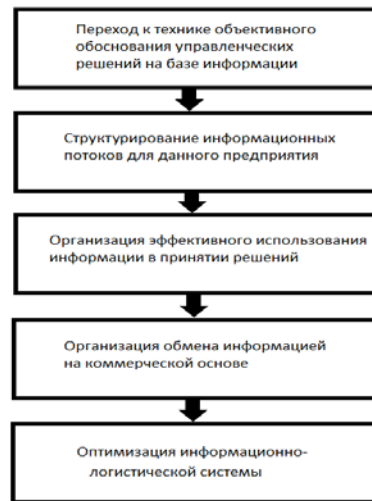 Переход к технике объективного
обоснования управленческих
решений на базе информации
Структурирование информационных
потоков для данного предприятия
Организация эффективного использования
информации в принятии решений
Организация обмена информацией
на коммерческой основе
Оптимизация информационно-
логистической системы